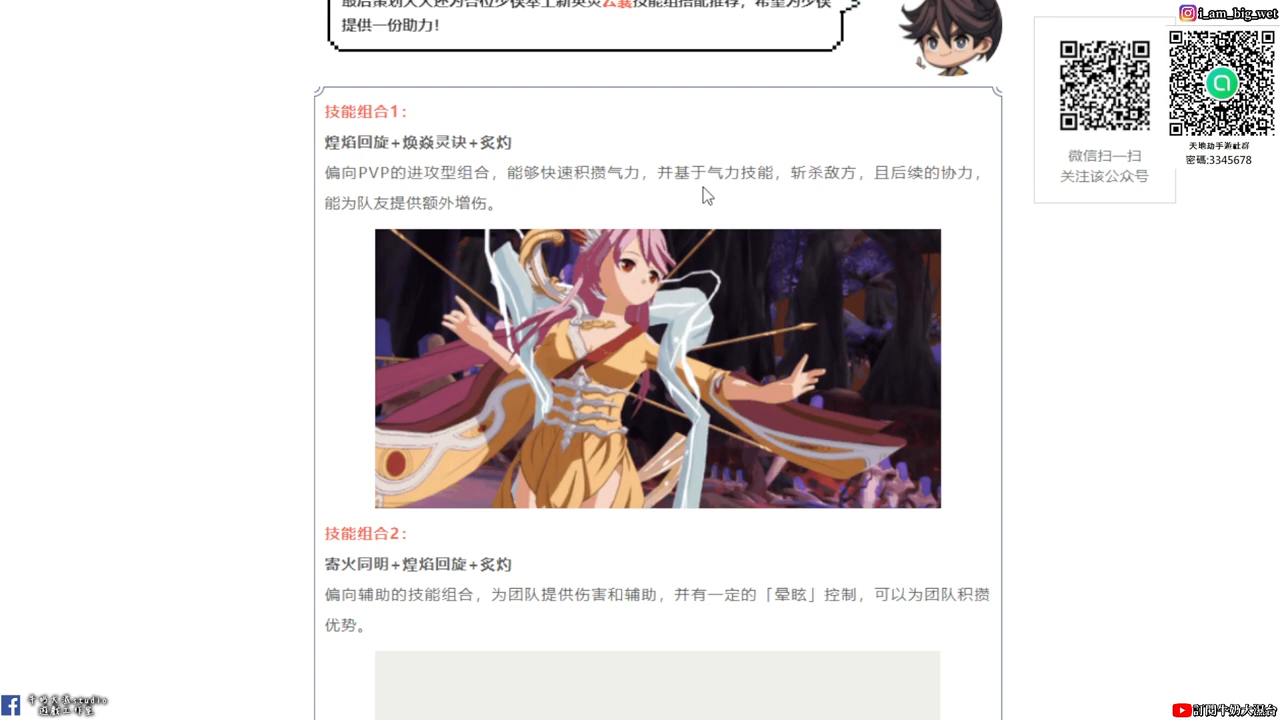 最后策划大大还为各位少侠奉上新英灵云裳技能组搭配推荐，希望为少侠
提供一份助力！
技能组合1：
煌焰回旋+焕焱灵诀+炙灼
偏向PVP的进攻型组合，能够快速积攒气力，并基于气力技能，斩杀敌方，且后续的协力，
能为队友提供额外增伤。
技能组合2：
寄火同明+煌焰回旋+炙灼
偏向辅助的技能组合，为团队提供伤害和辅助，并有一定的「晕眩」控制，可以为团队积攒
优势。
微信扫一扫
关注该公众号
i_am_big_wet
天地劫手遊社群
密碼:3345678
studio
遊戲工作室
訂閱牛奶大濕台